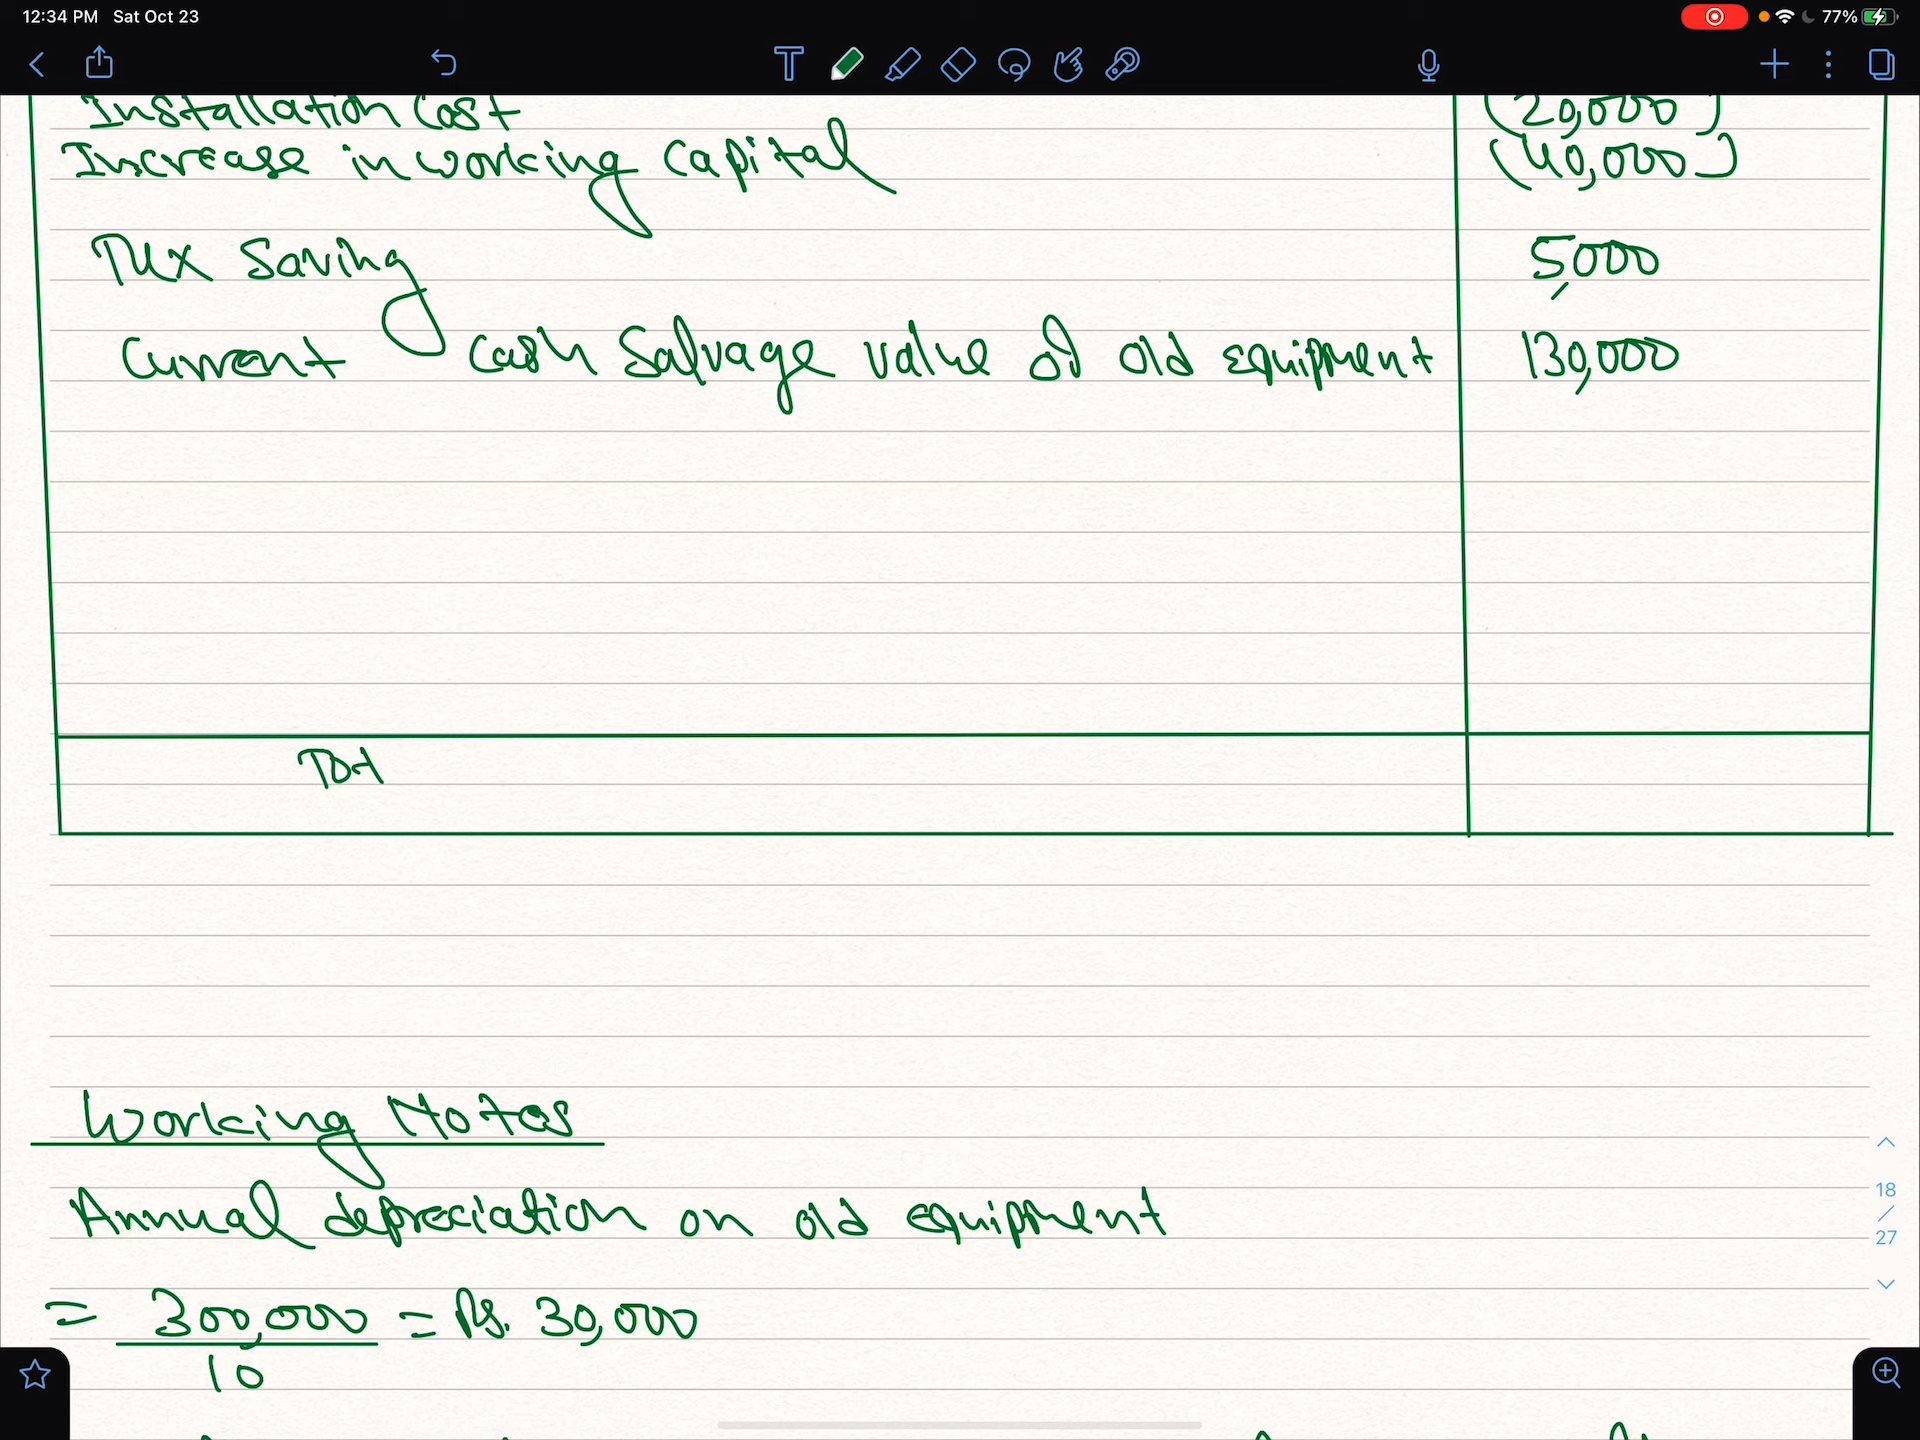 12:34 PM Sat Oct 23 77%
Installation Cost (20,000)
Increase in working capital (40,000)
Tax Saving 5,000
Current Cash Salvage value of old equipment 130,000
Tot
Working Notes
Annual depreciation on old equipment
= 300,000 = Rs. 30,000
10
18
/
27